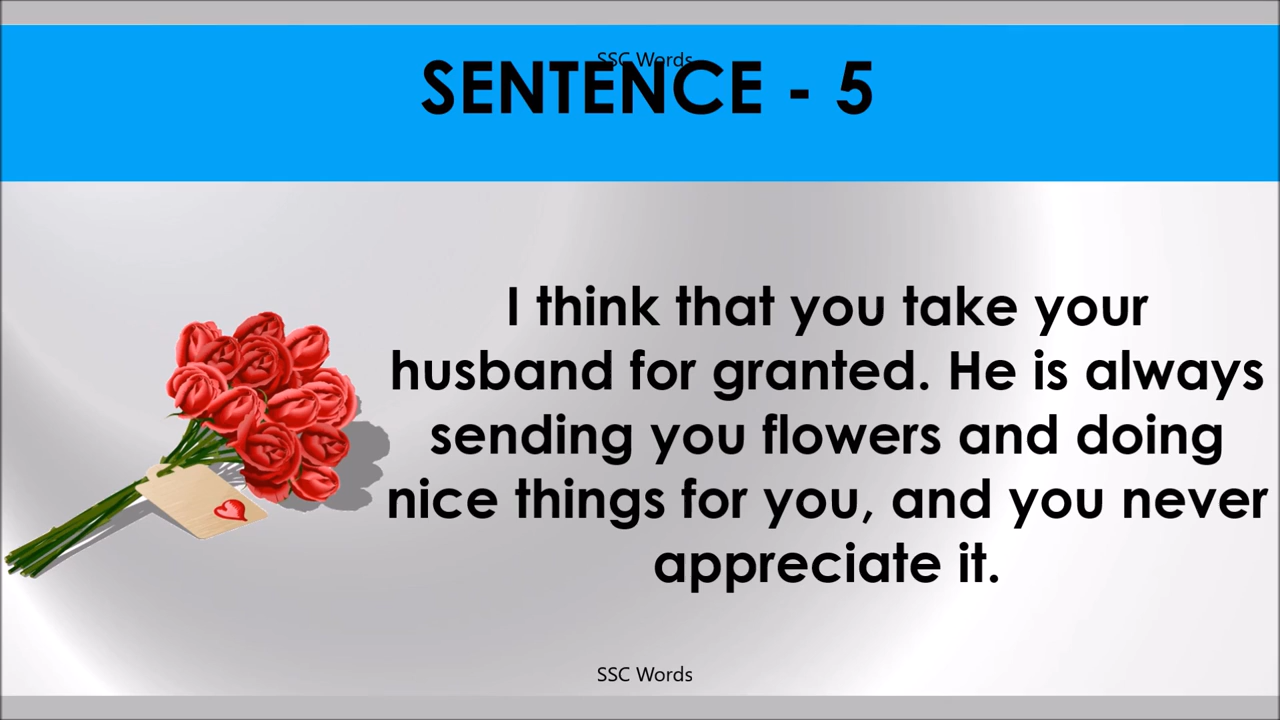 SSC Words
SENTENCE - 5
I think that you take your
husband for granted. He is always
sending you flowers and doing
nice things for you, and you never
appreciate it.
SSC Words